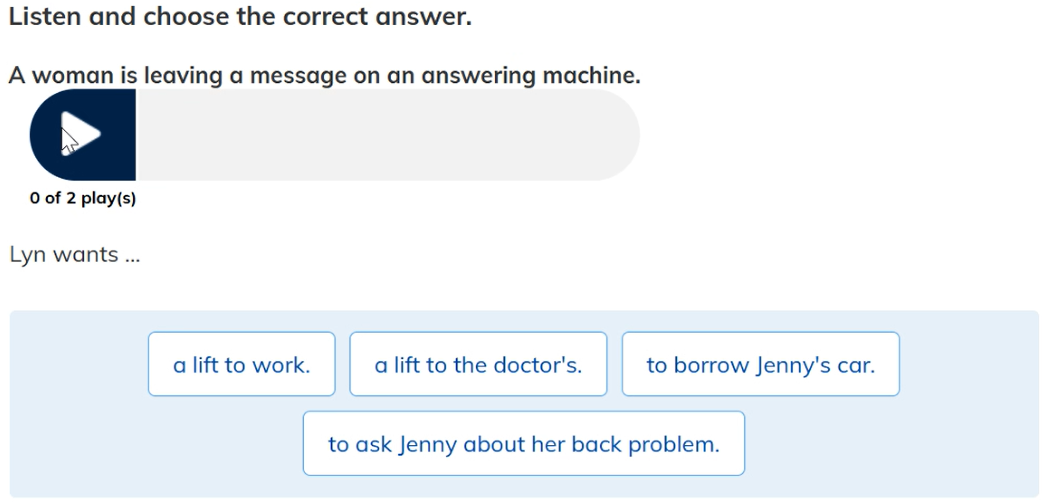 Listen and choose the correct answer.
A woman is leaving a message on an answering machine.
0 of 2 play(s)
Lyn wants ...
a lift to work.
a lift to the doctor's.
to borrow Jenny's car.
to ask Jenny about her back problem.